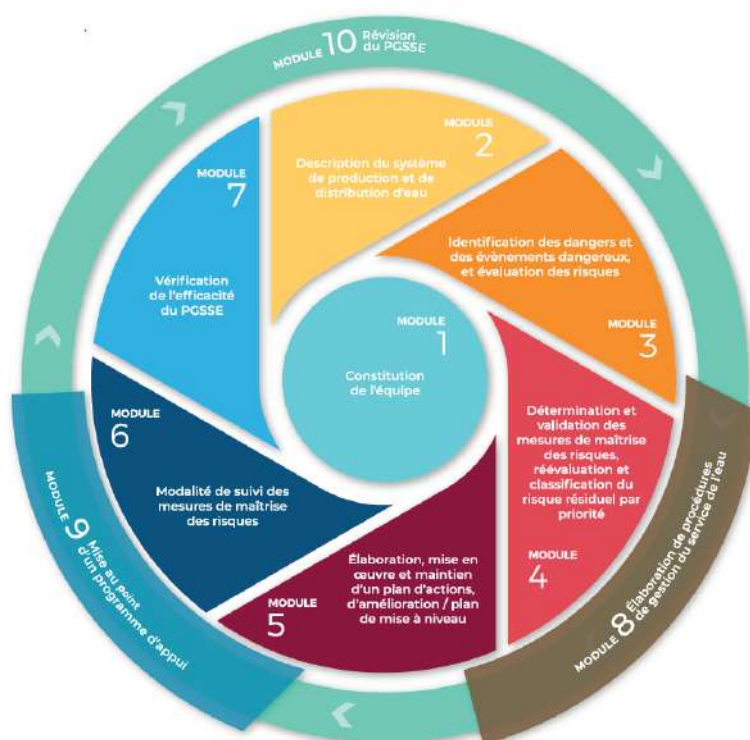 MODULE 10 Révision
du PGSSE
MODULE
1
Constitution
de l'équipe
MODULE
2
Description du système
de production et de
distribution d'eau
Identification des dangers et
des évènements dangereux,
et évaluation des risques
MODULE
3
Détermination et
validation des
mesures de maîtrise
des risques,
réévaluation et
classification du
risque résiduel par
priorité
MODULE
4
Élaboration, mise en
œuvre et maintien
d'un plan d'actions,
d'amélioration / plan
de mise à niveau
MODULE
5
MODULE
6
Modalité de suivi des
mesures de maîtrise
des risques
MODULE
7
Vérification
de l'efficacité
du PGSSE
MODULE 8 Élaboration de procédures
de gestion du service de l'eau
MODULE 9 Mise au point
d'un programme d'appui